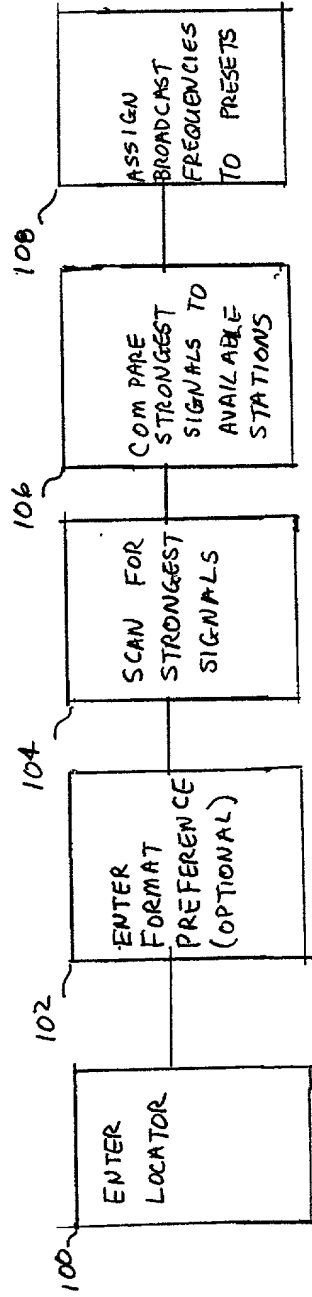 100
ENTER
LOCATOR
102
ENTER
FORMAT
PREFERENCE
(OPTIONAL)
104
SCAN FOR
STRONGEST
SIGNALS
106
COMPARE
STRONGEST
SIGNALS TO
AVAILABLE
STATIONS
108
ASSIGN
BROADCAST
FREQUENCIES
TO PRESETS